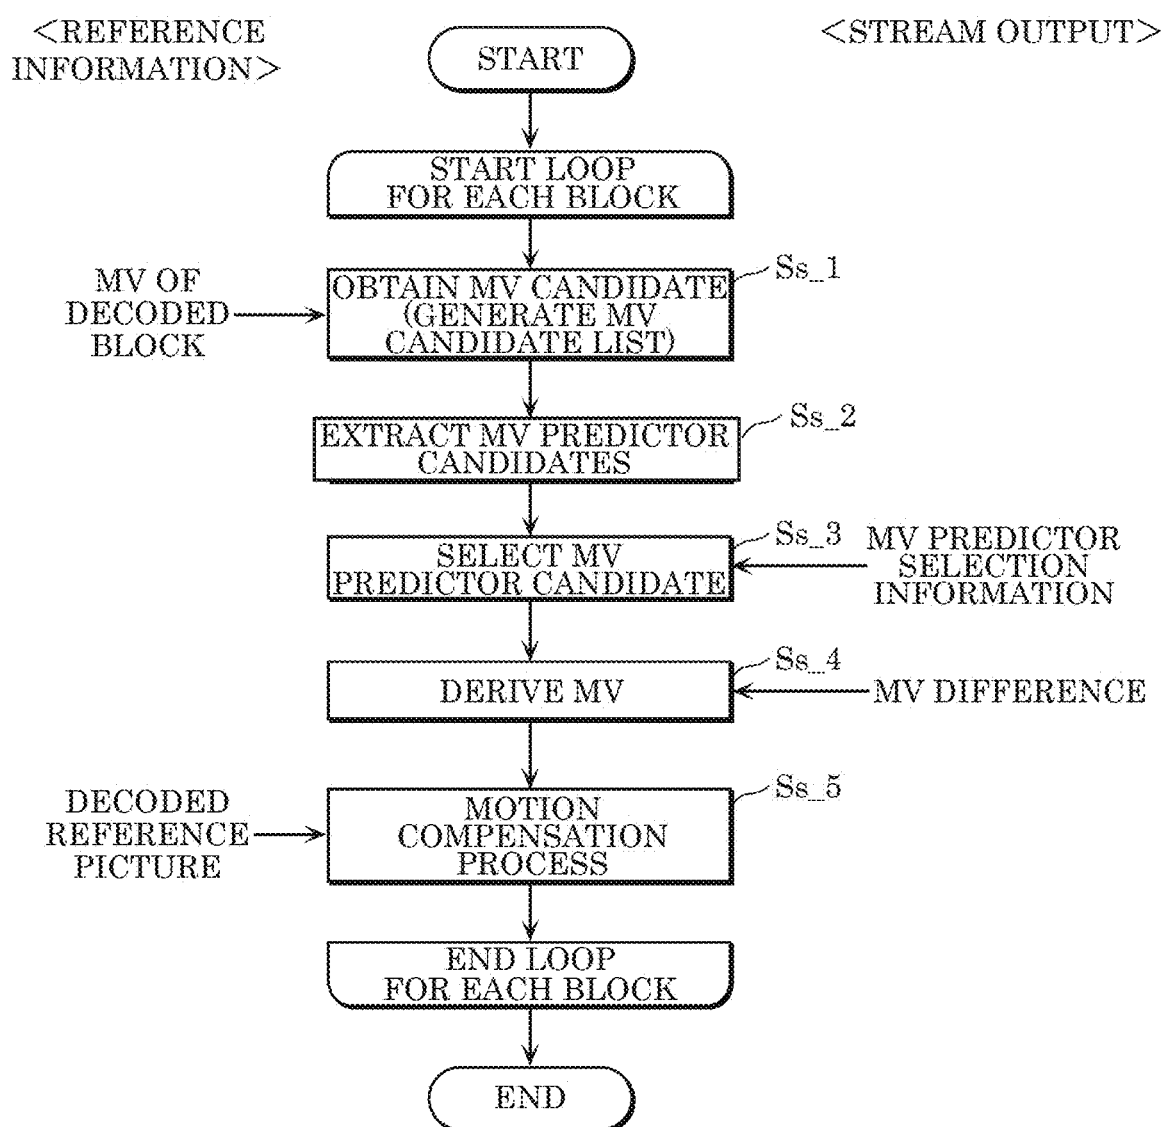 <REFERENCE
INFORMATION>
<STREAM OUTPUT>
START
START LOOP
FOR EACH BLOCK
MV OF
DECODED
BLOCK
OBTAIN MV CANDIDATE
(GENERATE MV
CANDIDATE LIST)
Ss_1
EXTRACT MV PREDICTOR
CANDIDATES
Ss_2
SELECT MV
PREDICTOR CANDIDATE
Ss_3
MV PREDICTOR
SELECTION
INFORMATION
DERIVE MV
Ss_4
MV DIFFERENCE
DECODED
REFERENCE
PICTURE
MOTION
COMPENSATION
PROCESS
Ss_5
END LOOP
FOR EACH BLOCK
END